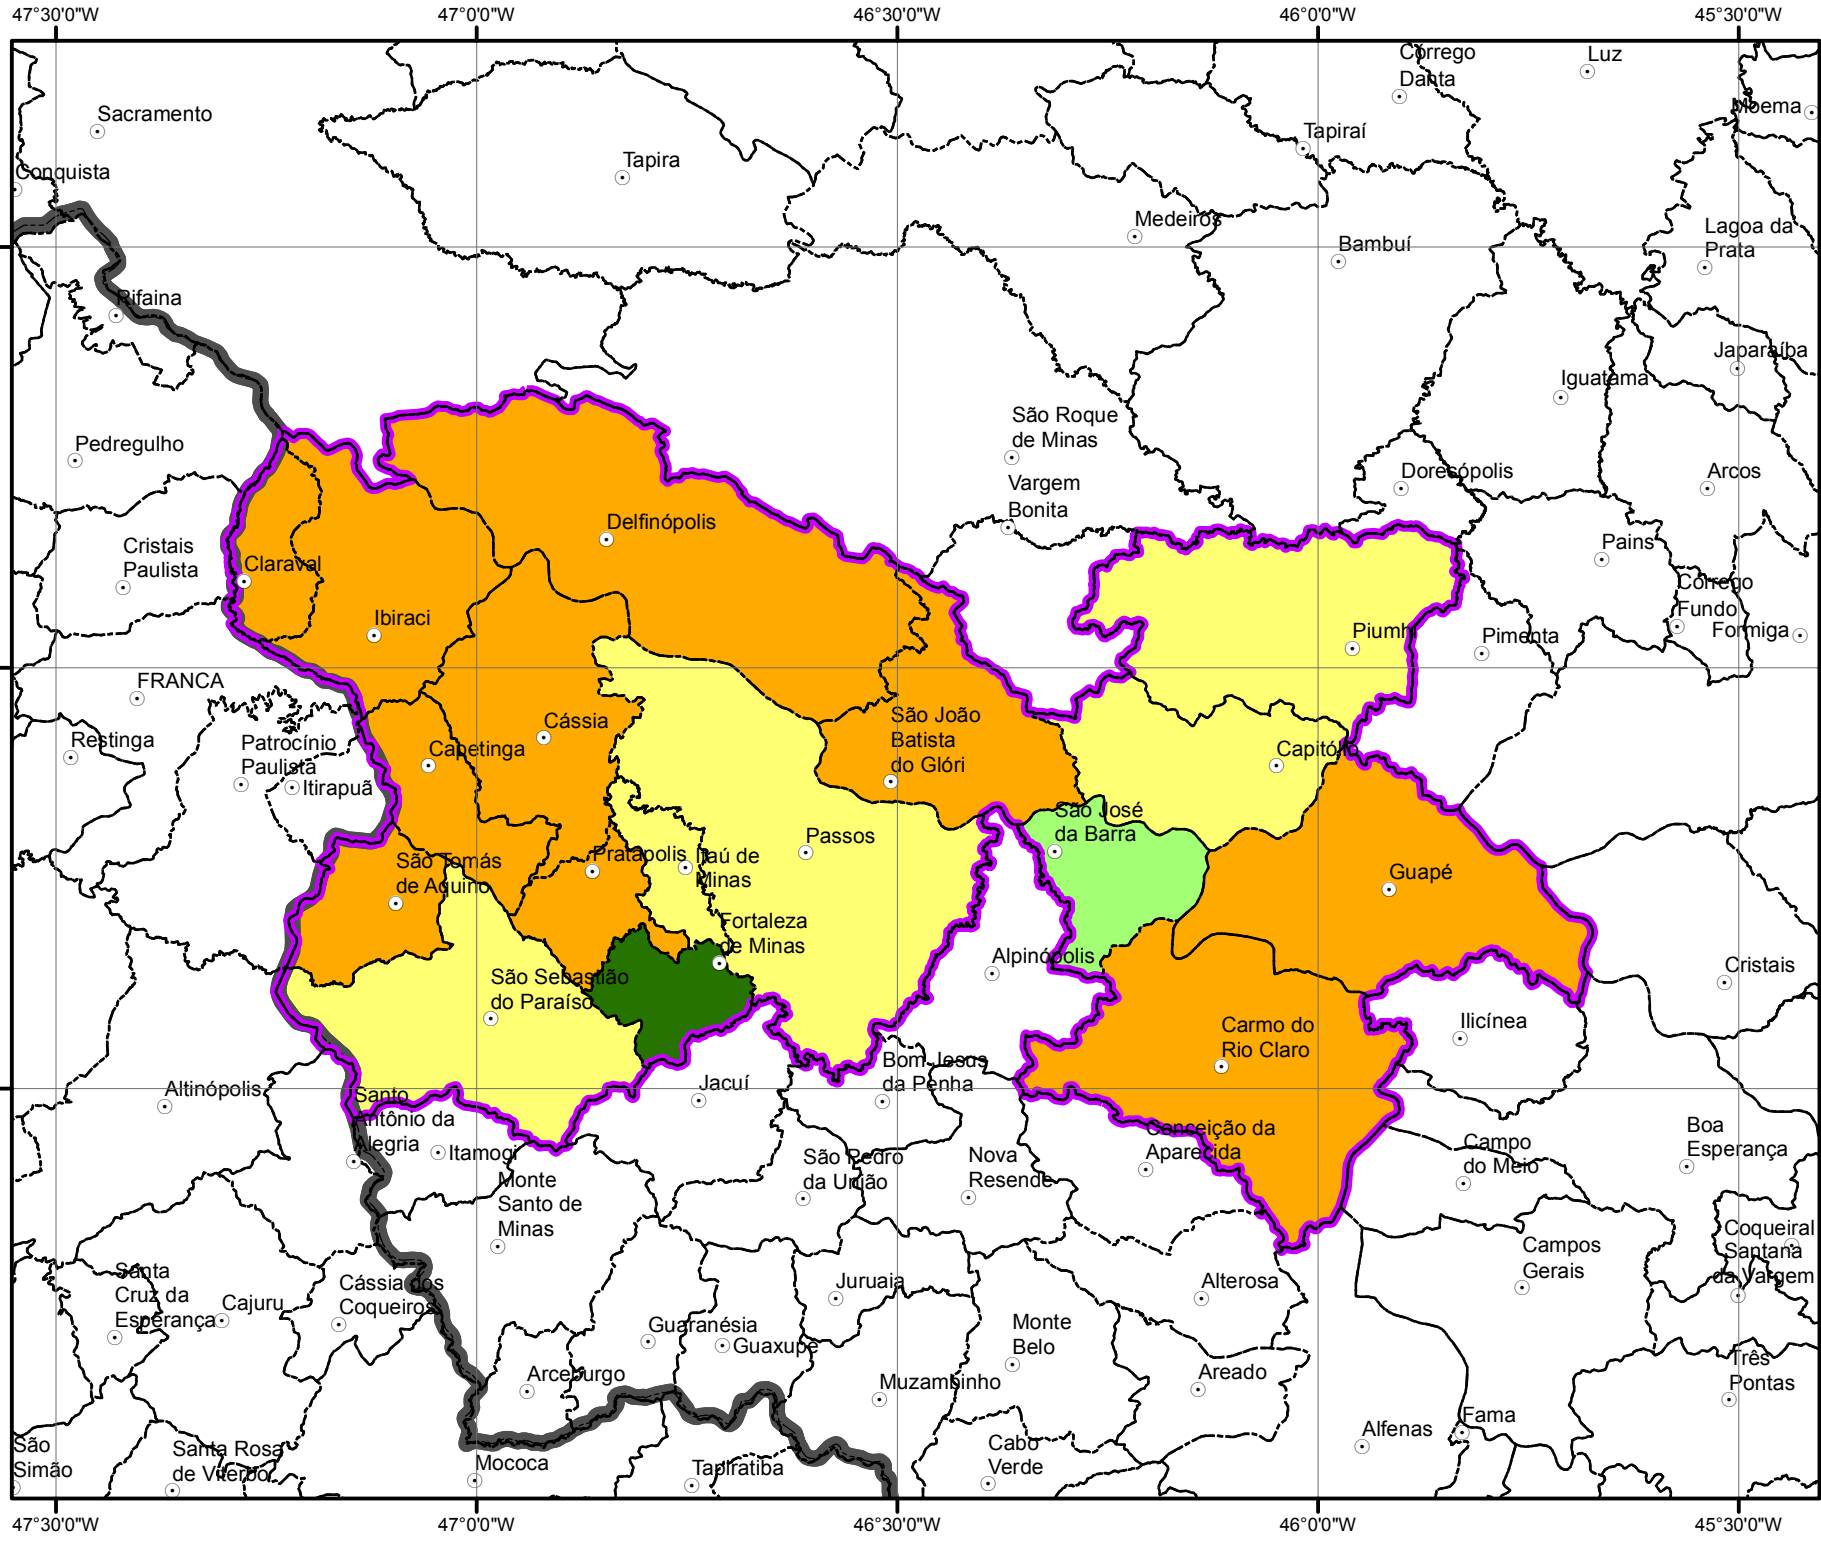 47°30'0"W 47°0'0"W 46°30'0"W 46°0'0"W 45°30'0"W
Córrego
Danta
Luz
Moema
Sacramento
Tapiraí
Tapira
Conquista
Medeiros
Bambuí
Lagoa da
Prata
Rifaina
Japaraíba
Iguatama
São Roque
de Minas
Pedregulho
Vargem
Bonita
Doresópolis
Arcos
Delfinópolis
Cristais
Paulista
Claraval
Pains
Córrego
Fundo
Formiga
Ibiraci
Piumhi
Pimenta
FRANCA
Cássia
São João
Batista
do Glóri
Restinga
Patrocínio
Paulista
Itirapuã
Capetinga
Capitólio
São José
da Barra
Passos
São Tomás
de Aquino
Pratápolis
Itaú de
Minas
Guapé
Fortaleza
de Minas
Alpinópolis
Cristais
São Sebastião
do Paraíso
Carmo do
Rio Claro
Ilicínea
Bom Jesus
da Penha
Jacuí
Altinópolis
Santo
Antônio da
Alegria
Itamogi
Conceição da
Aparecida
Boa
Esperança
Campo
do Meio
São Pedro
da União
Nova
Resende
Monte
Santo de
Minas
Coqueiral
Santana
da Vargem
Campos
Gerais
Santa
Cruz da
Esperança
Cajuru
Cássia dos
Coqueiros
Juruaia
Alterosa
Guaranésia
Guaxupé
Monte
Belo
Arceburgo
Muzambinho
Areado
Três
Pontas
Fama
Alfenas
São
Simão
Santa Rosa
de Viterbo
Mococa
Tapiratiba
Cabo
Verde
47°30'0"W 47°0'0"W 46°30'0"W 46°0'0"W 45°30'0"W